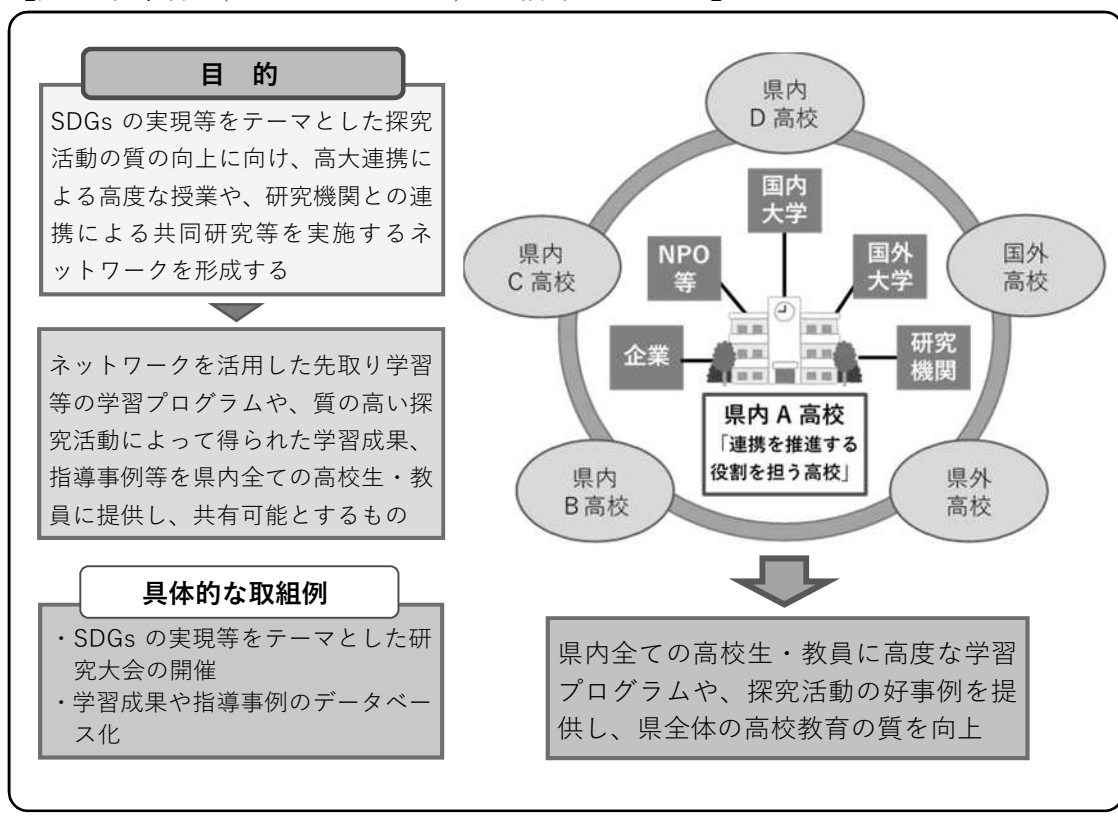 目 的
SDGs の実現等をテーマとした探究
活動の質の向上に向け、高大連携に
よる高度な授業や、研究機関との連
携による共同研究等を実施するネ
ットワークを形成する
ネットワークを活用した先取り学習
等の学習プログラムや、質の高い探
究活動によって得られた学習成果、
指導事例等を県内全ての高校生・教
員に提供し、共有可能とするもの
具体的な取組例
・SDGs の実現等をテーマとした研
究大会の開催
・学習成果や指導事例のデータベー
ス化
県内
D 高校
国内
大学
県内
C 高校
NPO
等
国外
大学
国外
高校
企業
研究
機関
県内 A 高校
「連携を推進する
役割を担う高校」
県内
B 高校
県外
高校
県内全ての高校生・教員に高度な学習
プログラムや、探究活動の好事例を提
供し、県全体の高校教育の質を向上